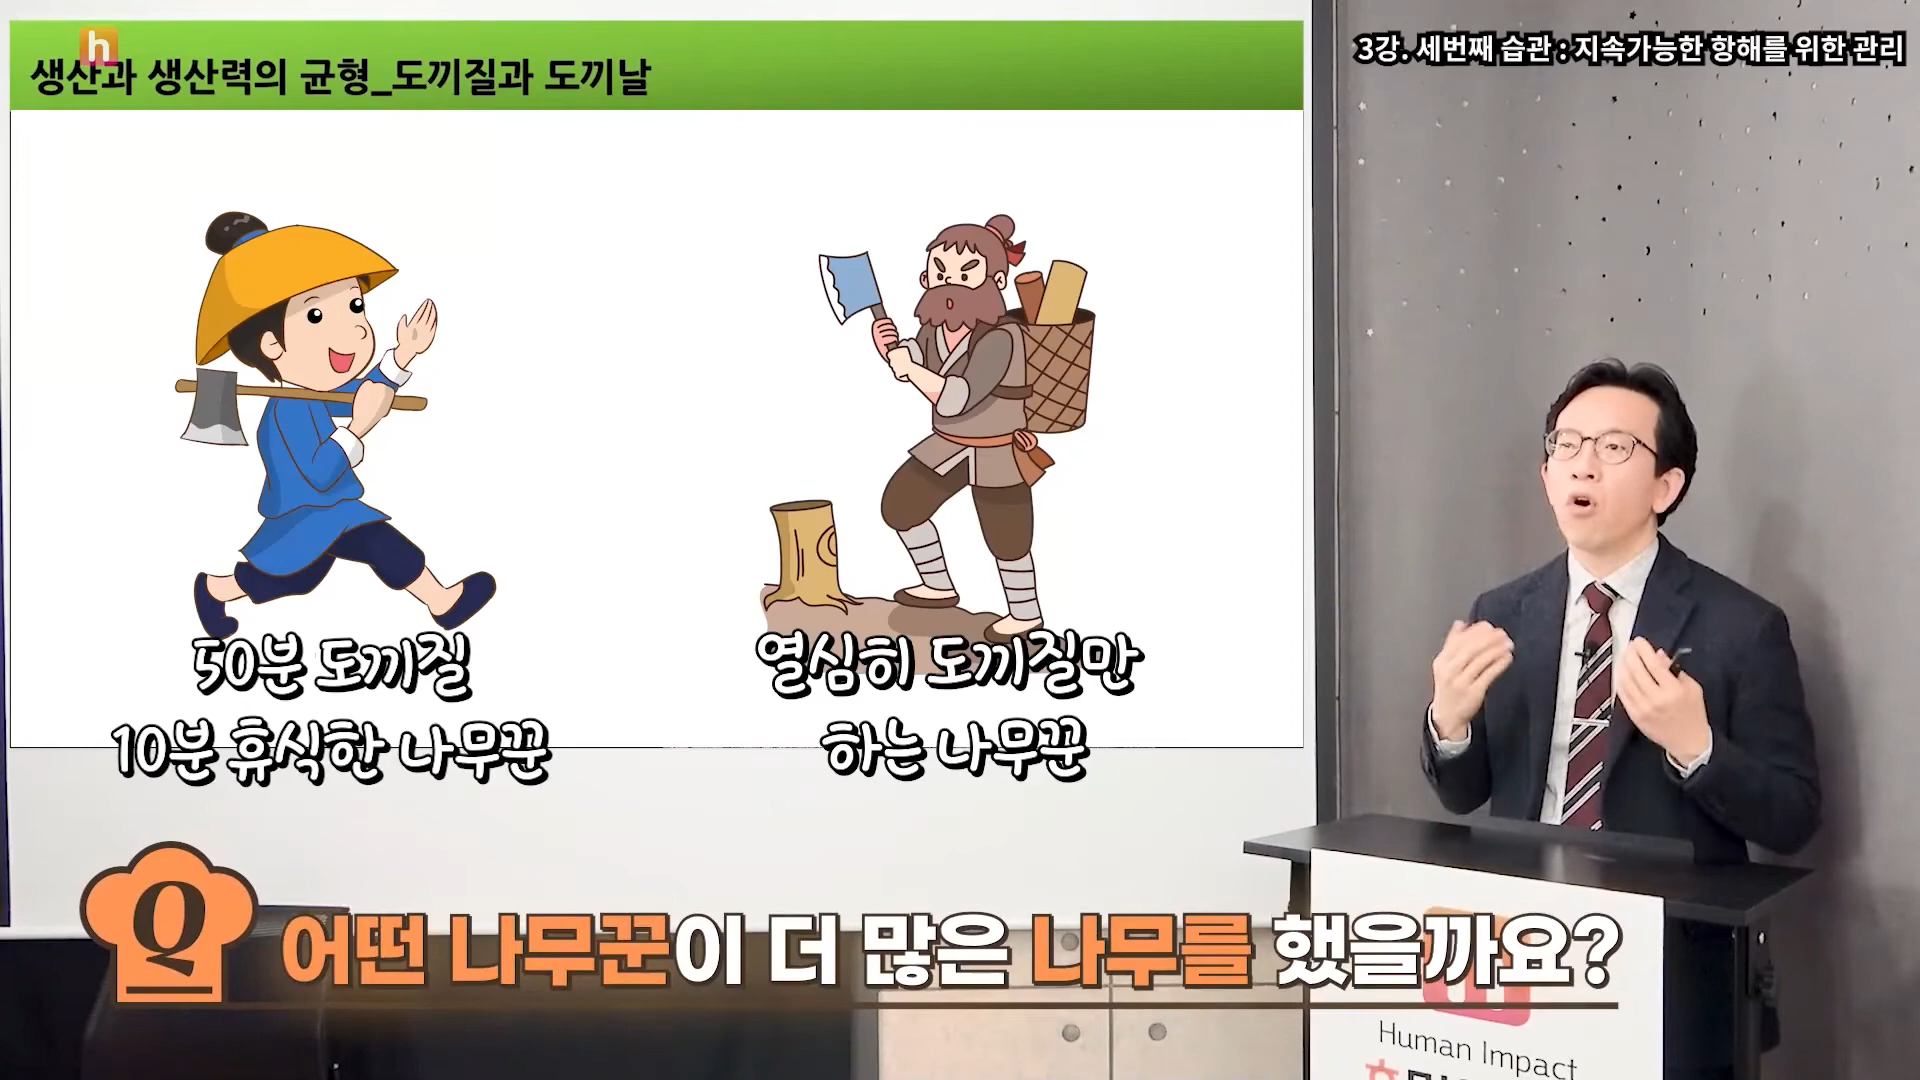 h
생산과 생산력의 균형_도끼질과 도끼날
3강. 세번째 습관 : 지속가능한 항해를 위한 관리
50분 도끼질
10분 휴식한 나무꾼
열심히 도끼질만
하는 나무꾼
Q 어떤 나무꾼이 더 많은 나무를 했을까요?
Human Impact